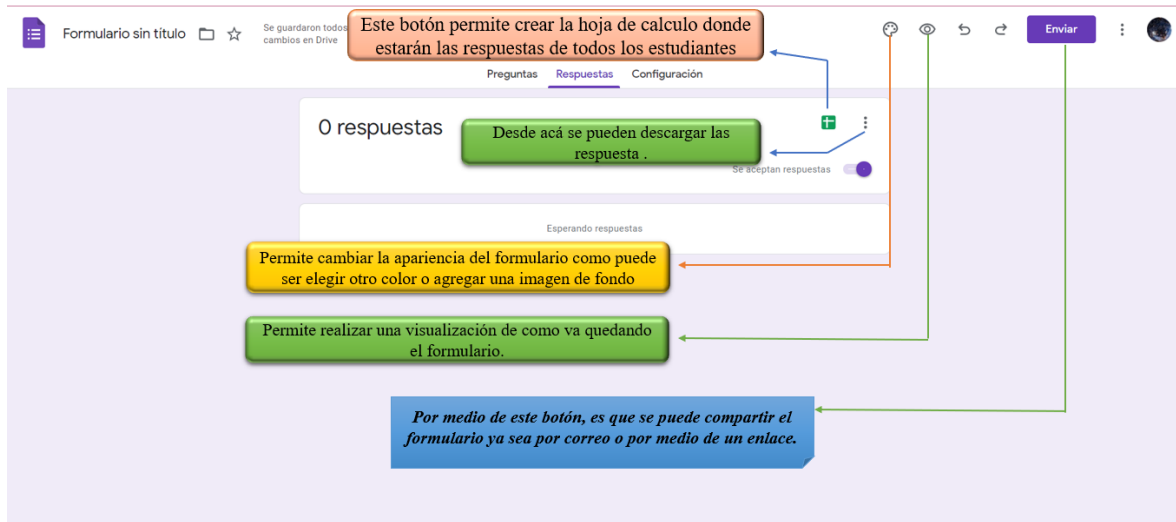 Formulario sin título
Se guardaron todos
cambios en Drive
Este botón permite crear la hoja de calculo donde
estarán las respuestas de todos los estudiantes
Enviar
Preguntas Respuestas Configuración
0 respuestas
Desde acá se pueden descargar las
respuesta .
Se aceptan respuestas
Esperando respuestas
Permite cambiar la apariencia del formulario como puede
ser elegir otro color o agregar una imagen de fondo
Permite realizar una visualización de como va quedando
el formulario.
Por medio de este botón, es que se puede compartir el
formulario ya sea por correo o por medio de un enlace.